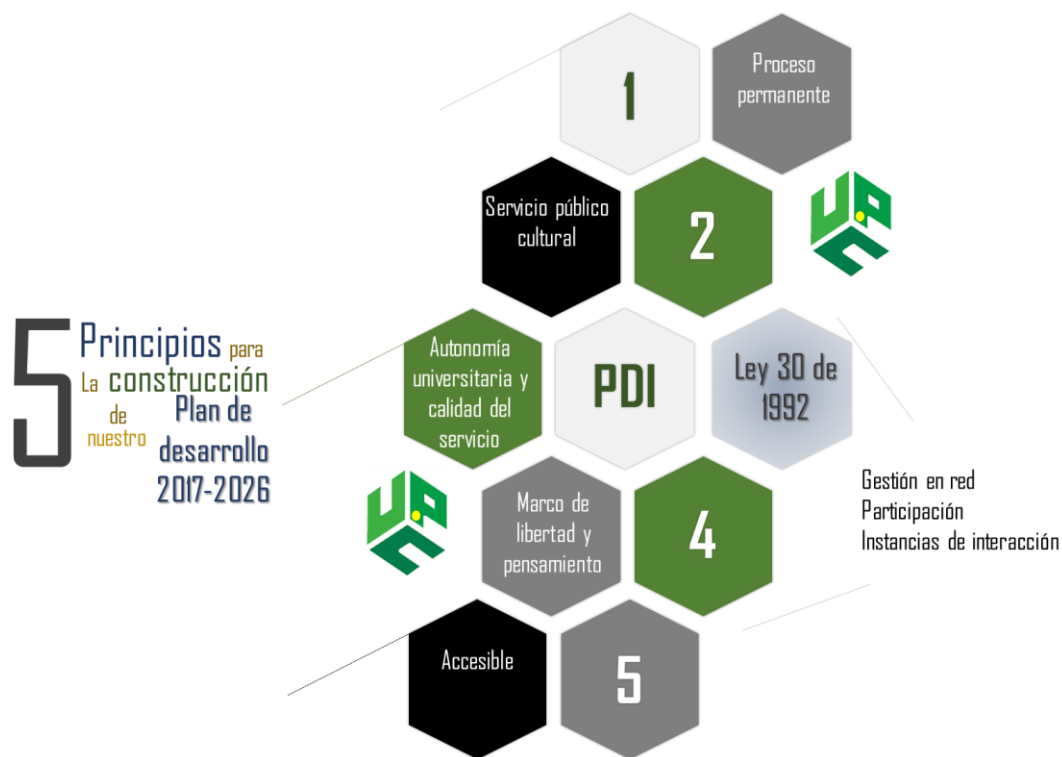 5 Principios para
La construcción
de Plan de
nuestro desarrollo
2017-2026
1
Proceso
permanente
Servicio público
cultural
2
UPC
Autonomía
universitaria y
calidad del
servicio
PDI
Ley 30 de
1992
UPC
Marco de
libertad y
pensamiento
4
Gestión en red
Participación
Instancias de interacción
Accesible
5